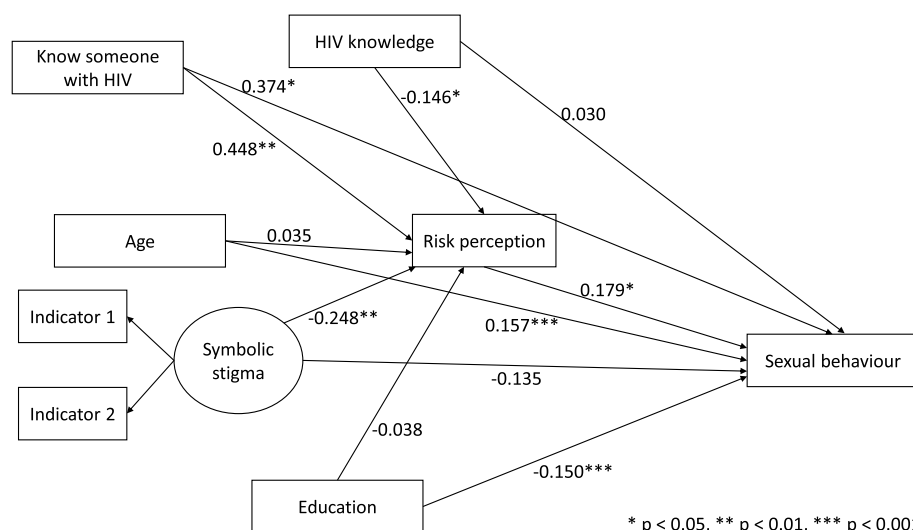 HIV knowledge
Know someone
with HIV
0.374*
-0.146*
0.030
0.448**
Age
0.035
Risk perception
0.179*
Indicator 1
-0.248**
0.157***
Symbolic
stigma
Sexual behaviour
-0.135
Indicator 2
-0.038
-0.150***
Education
* p < 0.05, ** p < 0.01, *** p < 0.001